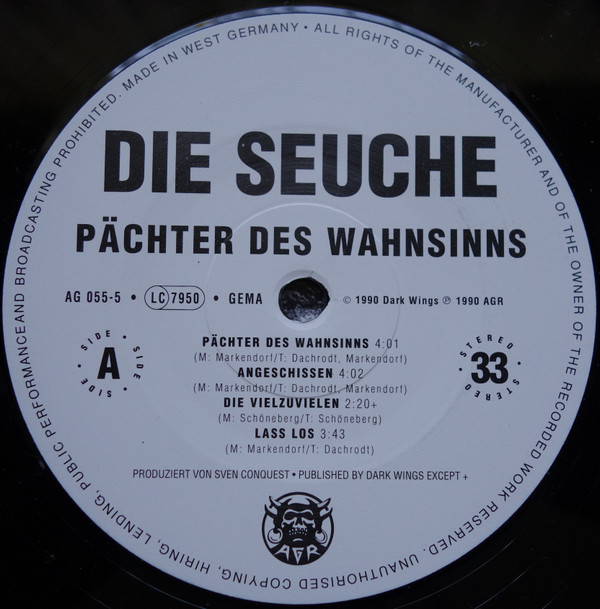 MADE IN WEST GERMANY • ALL RIGHTS OF THE MANUFACTURER AND OF THE OWNER OF THE RECORDED WORK RESERVED. UNAUTHORISED COPYING, HIRING, LENDING, PUBLIC PERFORMANCE AND BROADCASTING PROHIBITED.
DIE SEUCHE
PÄCHTER DES WAHNSINNS
AG 055-5 • LC 7950 • GEMA © 1990 Dark Wings ℗ 1990 AGR
SIDE • SIDE • SIDE • SIDE •
A
STEREO • STEREO •
33
PÄCHTER DES WAHNSINNS 4:01
(M: Markendorf/T: Dachrodt, Markendorf)
ANGESCHISSEN 4:02
(M: Markendorf/T: Dachrodt, Markendorf)
DIE VIELZUVIELEN 2:20+
(M: Schöneberg/T: Schöneberg)
LASS LOS 3:43
(M: Markendorf/T: Dachrodt)
PRODUZIERT VON SVEN CONQUEST • PUBLISHED BY DARK WINGS EXCEPT +
AGR